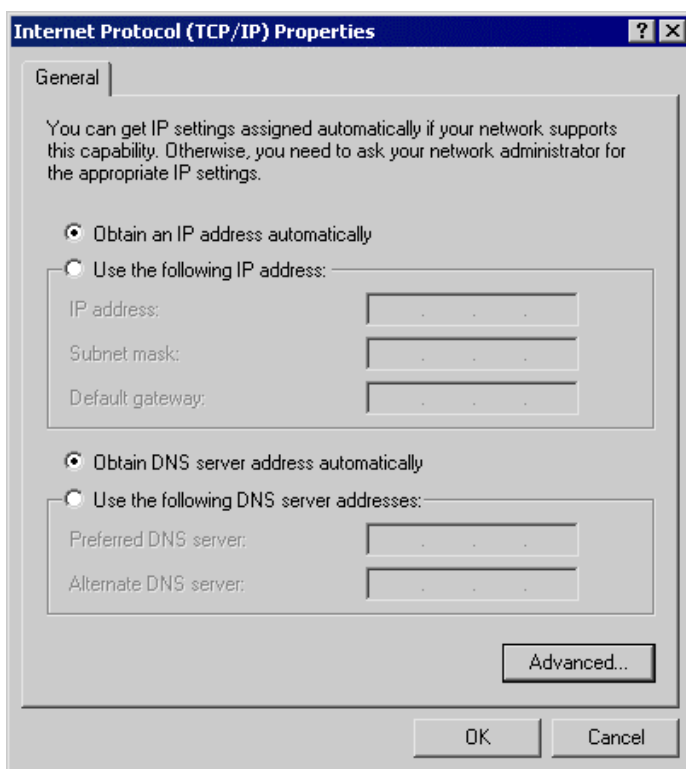 Internet Protocol (TCP/IP) Properties
General
You can get IP settings assigned automatically if your network supports
this capability. Otherwise, you need to ask your network administrator for
the appropriate IP settings.
Obtain an IP address automatically
Use the following IP address:
IP address:
Subnet mask:
Default gateway:
Obtain DNS server address automatically
Use the following DNS server addresses:
Preferred DNS server:
Alternate DNS server:
Advanced...
OK Cancel